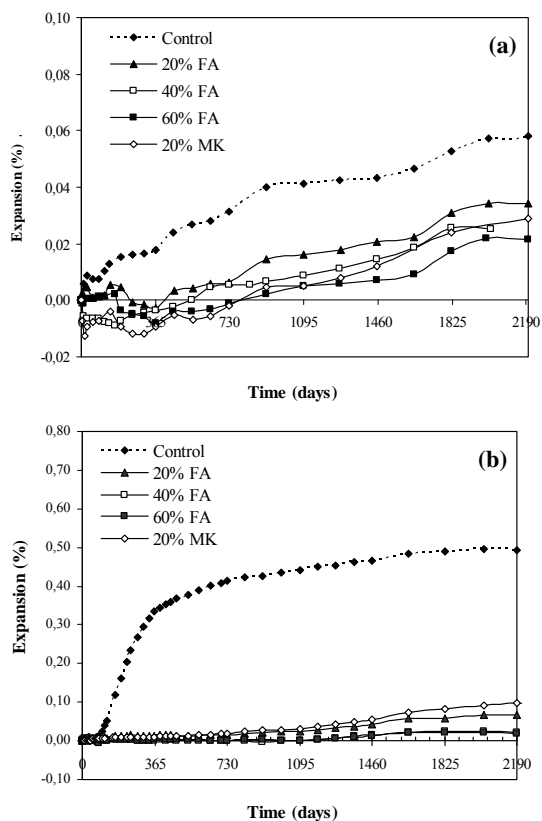 0,10
Control
(a)
20% FA
0,08
40% FA
60% FA
0,06
20% MK
Expansion (%) .
0,04
0,02
0,00
0 365 730 1095 1460 1825 2190
-0,02
Time (days)
0,80
Control
(b)
0,70
20% FA
40% FA
0,60
60% FA
0,50
20% MK
Expansion (%)
0,40
0,30
0,20
0,10
0,00
-0,10
0 365 730 1095 1460 1825 2190
Time (days)